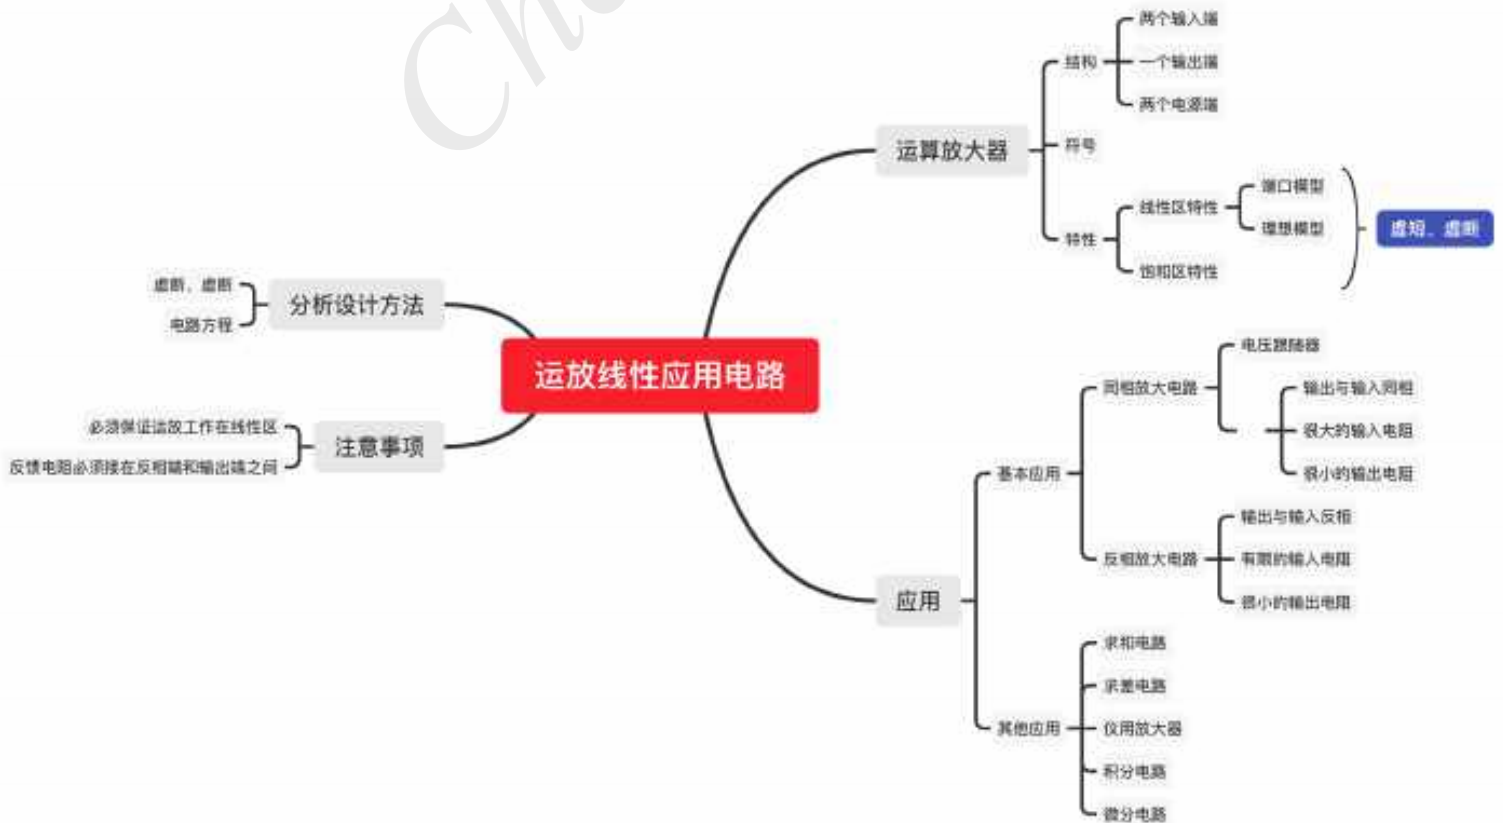 Ch
两个输入端
结构
一个输出端
两个电源端
运算放大器
符号
端口模型
线性区特性
理想模型
特性
饱和区特性
虚短、虚断
虚断、虚断
分析设计方法
电路方程
运放线性应用电路
必须保证运放工作在线性区
注意事项
反馈电阻必须接在反相端和输出端之间
电压跟随器
同相放大电路
输出与输入同相
很大的输入电阻
很小的输出电阻
基本应用
输出与输入反相
反相放大电路
有限的输入电阻
很小的输出电阻
应用
求和电路
求差电路
其他应用
仪用放大器
积分电路
微分电路